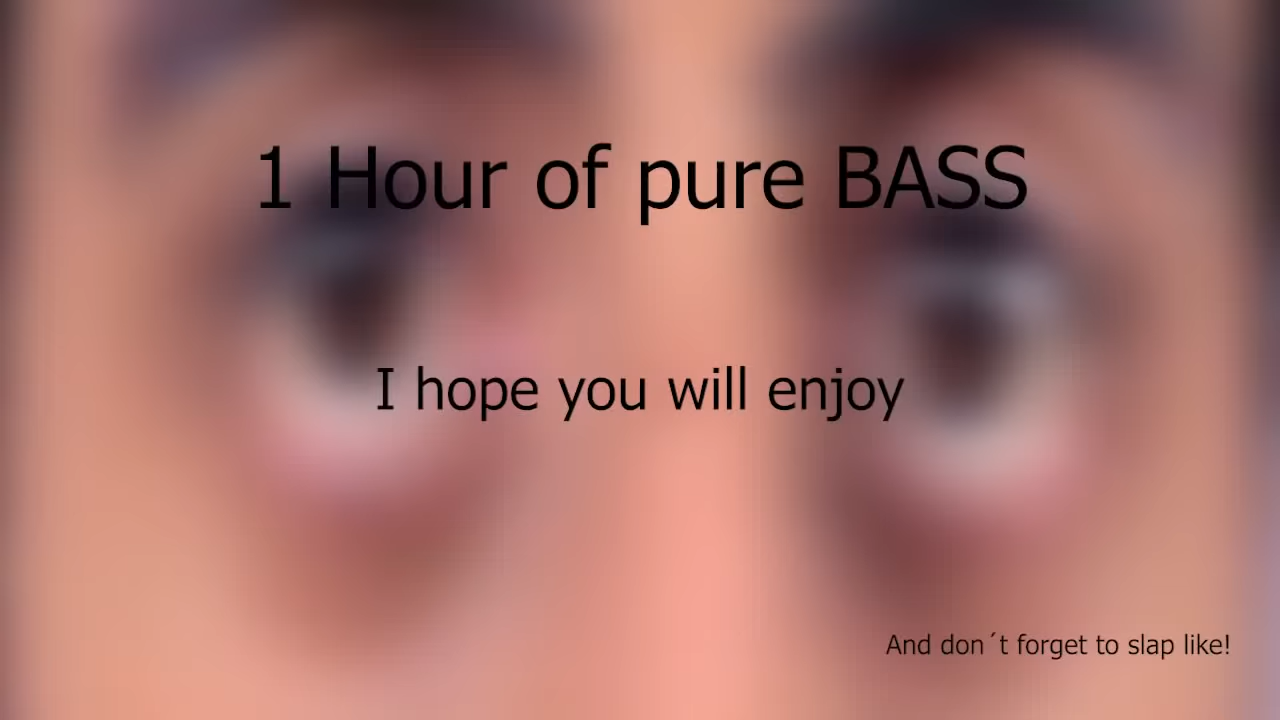 1 Hour of pure BASS
I hope you will enjoy
And don´t forget to slap like!